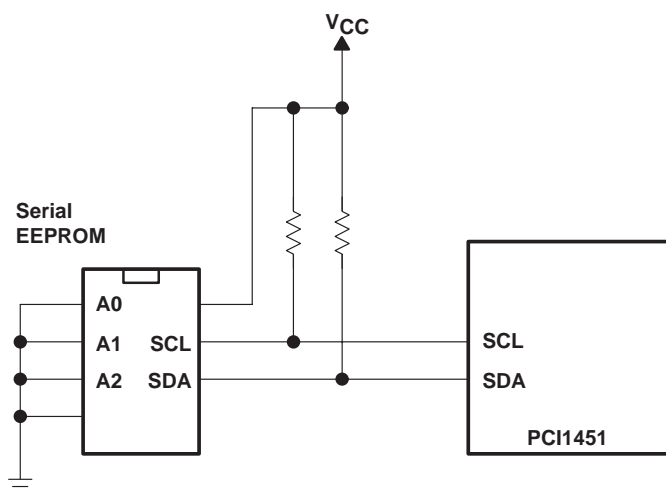 VCC
Serial
EEPROM
A0
A1 SCL
A2 SDA
SCL
SDA
PCI1451